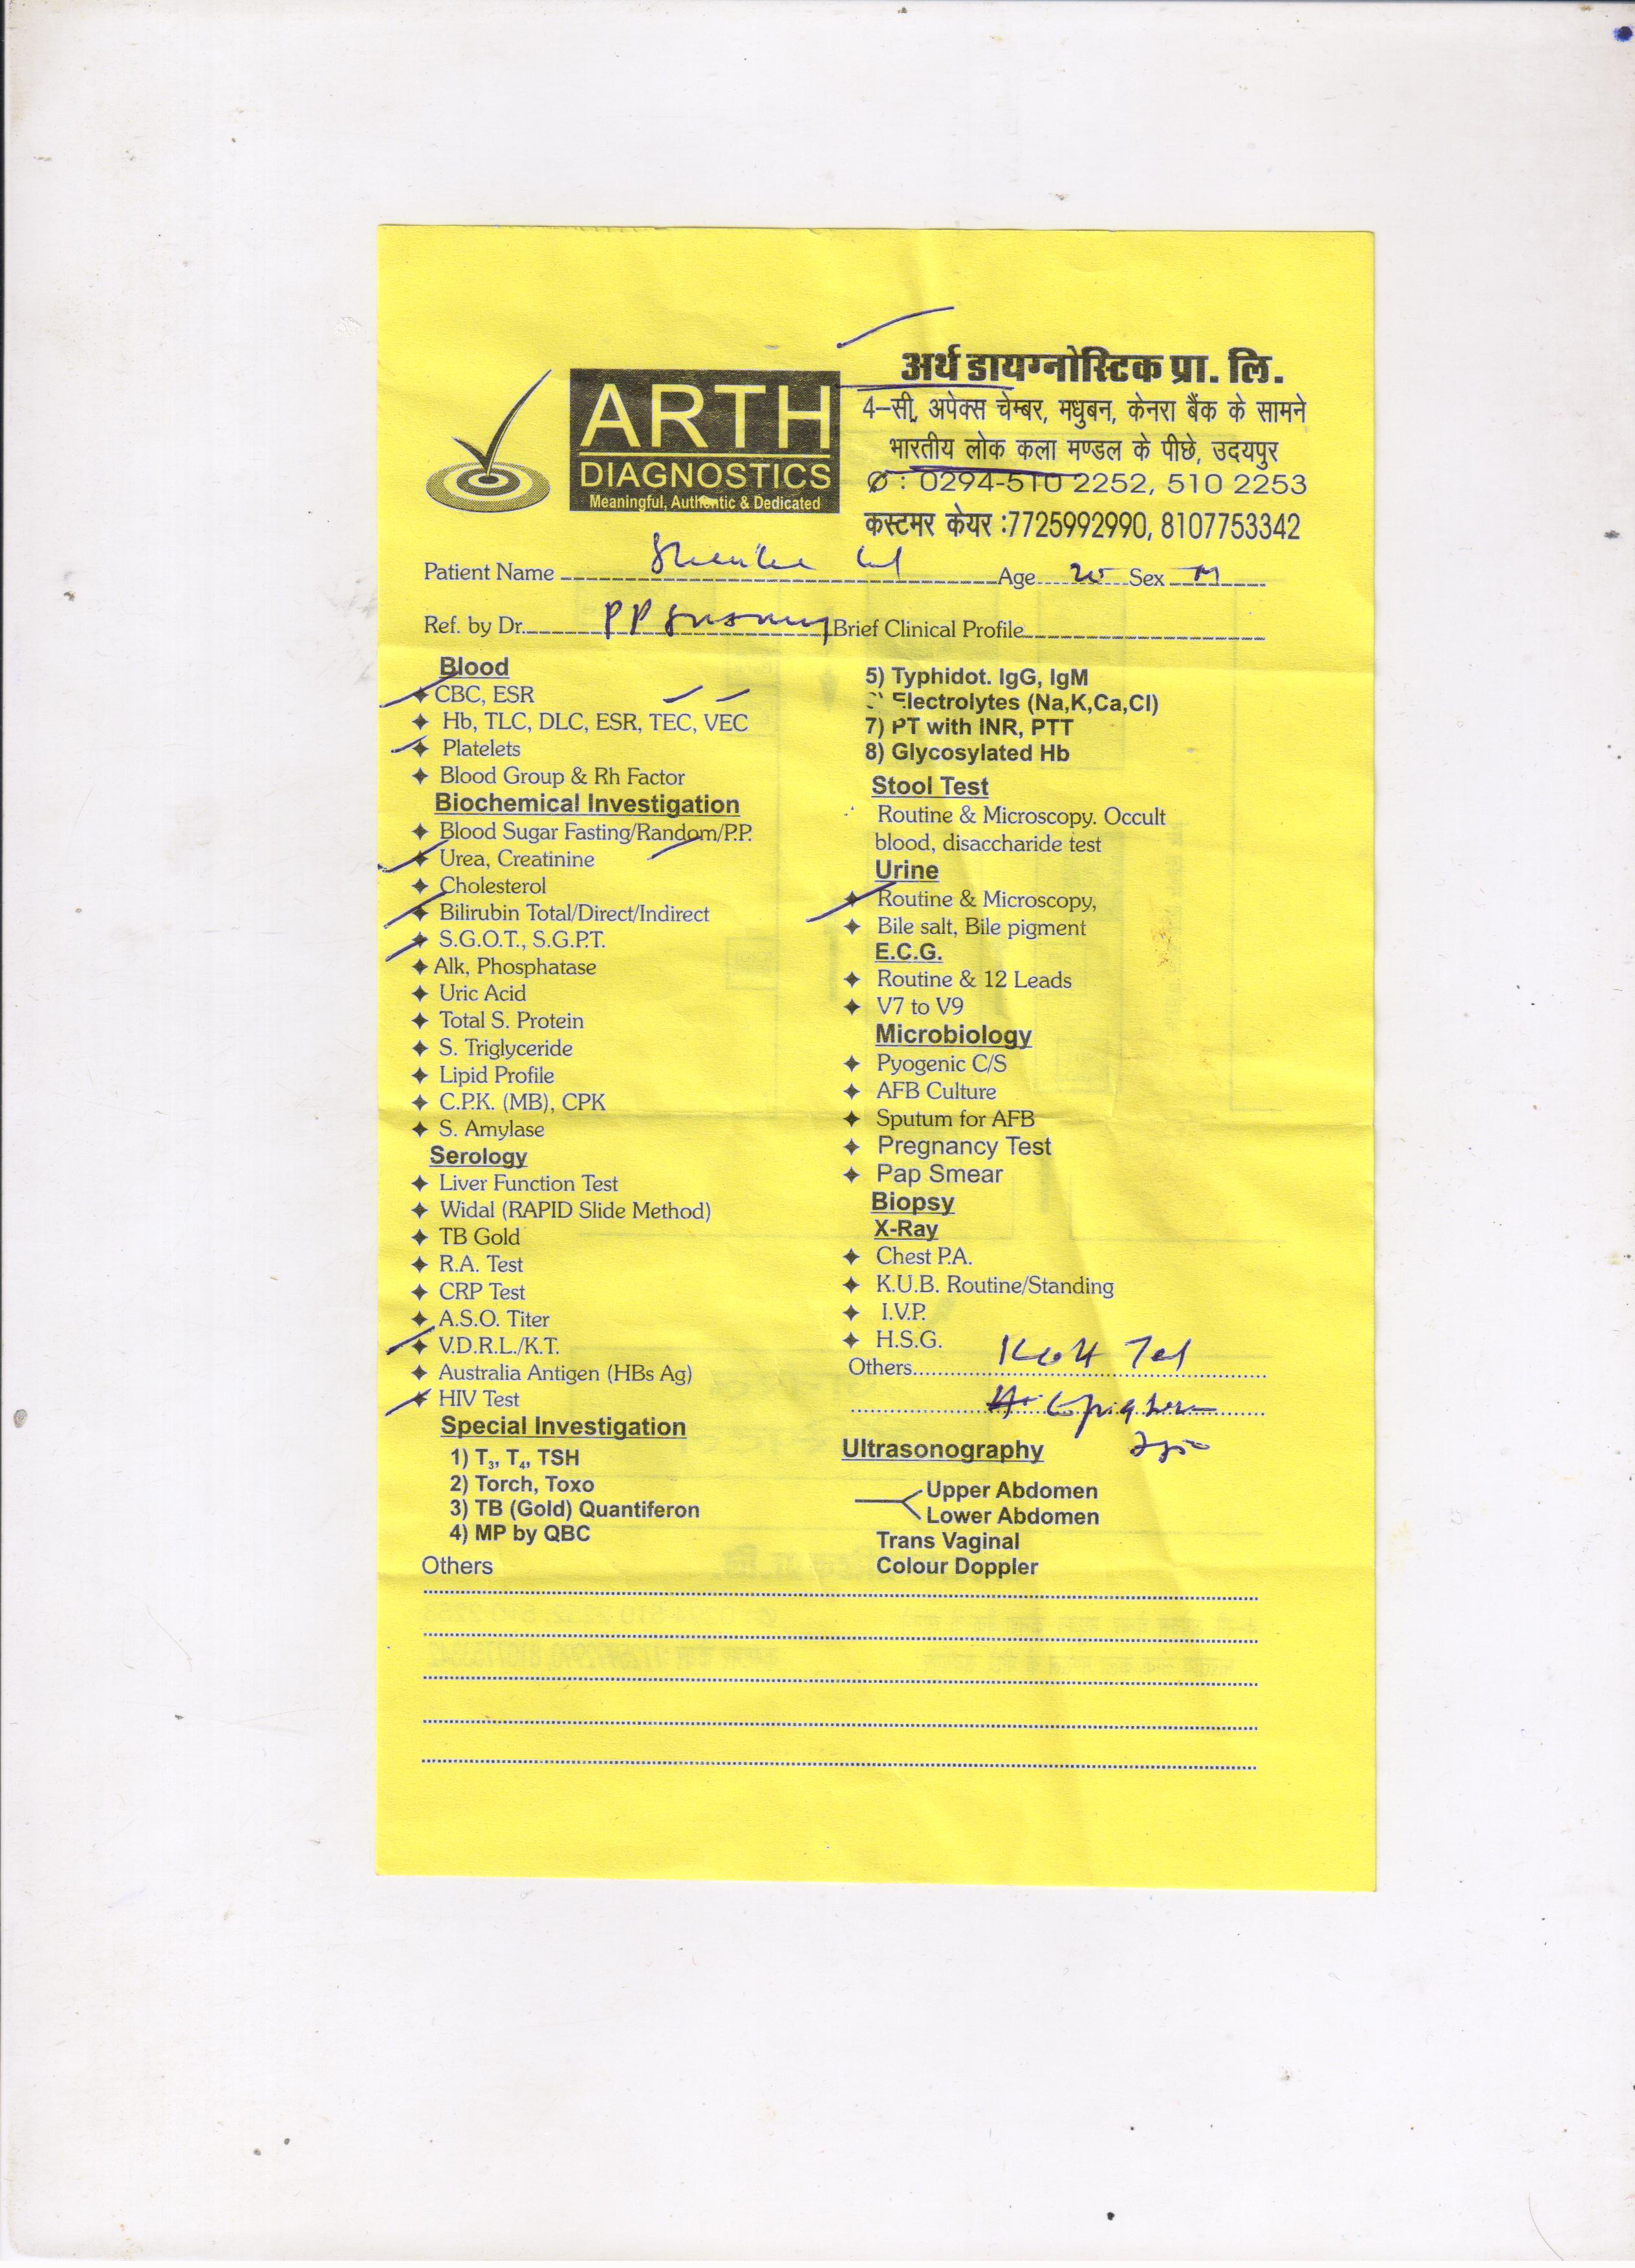 अर्थ डायग्नोस्टिक प्रा. लि.
4–सी, अपेक्स चेम्बर, मधुबन, केनरा बैंक के सामने
भारतीय लोक कला मण्डल के पीछे, उदयपुर
: 0294-510 2252, 510 2253
कस्टमर केयर :7725992990, 8107753342
ARTH
DIAGNOSTICS
Meaningful, Authentic & Dedicated
Patient Name Age Sex M
Ref. by Dr. P P Brief Clinical Profile
Blood
CBC, ESR
Hb, TLC, DLC, ESR, TEC, VEC
Platelets
Blood Group & Rh Factor
Biochemical Investigation
Blood Sugar Fasting/Random/P.P.
Urea, Creatinine
Cholesterol
Bilirubin Total/Direct/Indirect
S.G.O.T., S.G.P.T.
Alk, Phosphatase
Uric Acid
Total S. Protein
S. Triglyceride
Lipid Profile
C.P.K. (MB), CPK
S. Amylase
Serology
Liver Function Test
Widal (RAPID Slide Method)
TB Gold
R.A. Test
CRP Test
A.S.O. Titer
V.D.R.L./K.T.
Australia Antigen (HBs Ag)
HIV Test
Special Investigation
1) T3, T4, TSH
2) Torch, Toxo
3) TB (Gold) Quantiferon
4) MP by QBC
Others
5) Typhidot. IgG, IgM
Electrolytes (Na,K,Ca,Cl)
7) PT with INR, PTT
8) Glycosylated Hb
Stool Test
Routine & Microscopy. Occult
blood, disaccharide test
Urine
Routine & Microscopy,
Bile salt, Bile pigment
E.C.G.
Routine & 12 Leads
V7 to V9
Microbiology
Pyogenic C/S
AFB Culture
Sputum for AFB
Pregnancy Test
Pap Smear
Biopsy
X-Ray
Chest P.A.
K.U.B. Routine/Standing
I.V.P.
H.S.G.
Others
Ultrasonography
Upper Abdomen
Lower Abdomen
Trans Vaginal
Colour Doppler